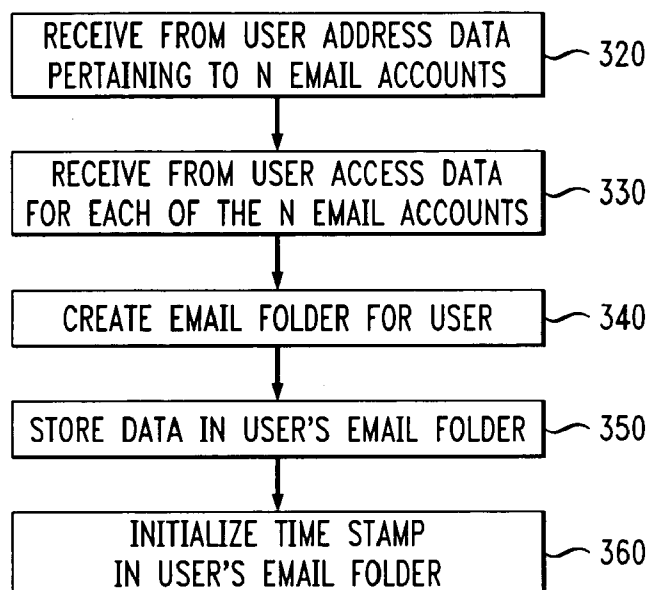 RECEIVE FROM USER ADDRESS DATA
PERTAINING TO N EMAIL ACCOUNTS
320
RECEIVE FROM USER ACCESS DATA
FOR EACH OF THE N EMAIL ACCOUNTS
330
CREATE EMAIL FOLDER FOR USER
340
STORE DATA IN USER'S EMAIL FOLDER
350
INITIALIZE TIME STAMP
IN USER'S EMAIL FOLDER
360